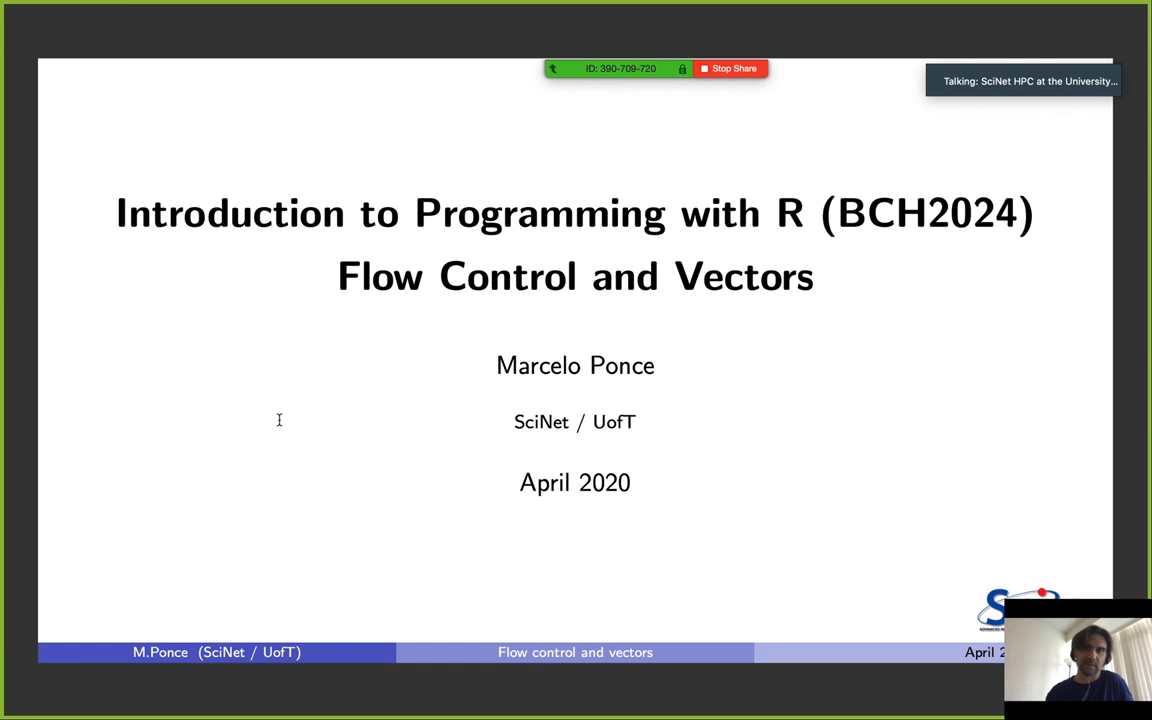 ID: 390-709-720
Stop Share
Talking: SciNet HPC at the University...
Introduction to Programming with R (BCH2024)
Flow Control and Vectors
Marcelo Ponce
SciNet / UofT
April 2020
M.Ponce (SciNet / UofT)
Flow control and vectors
April 2